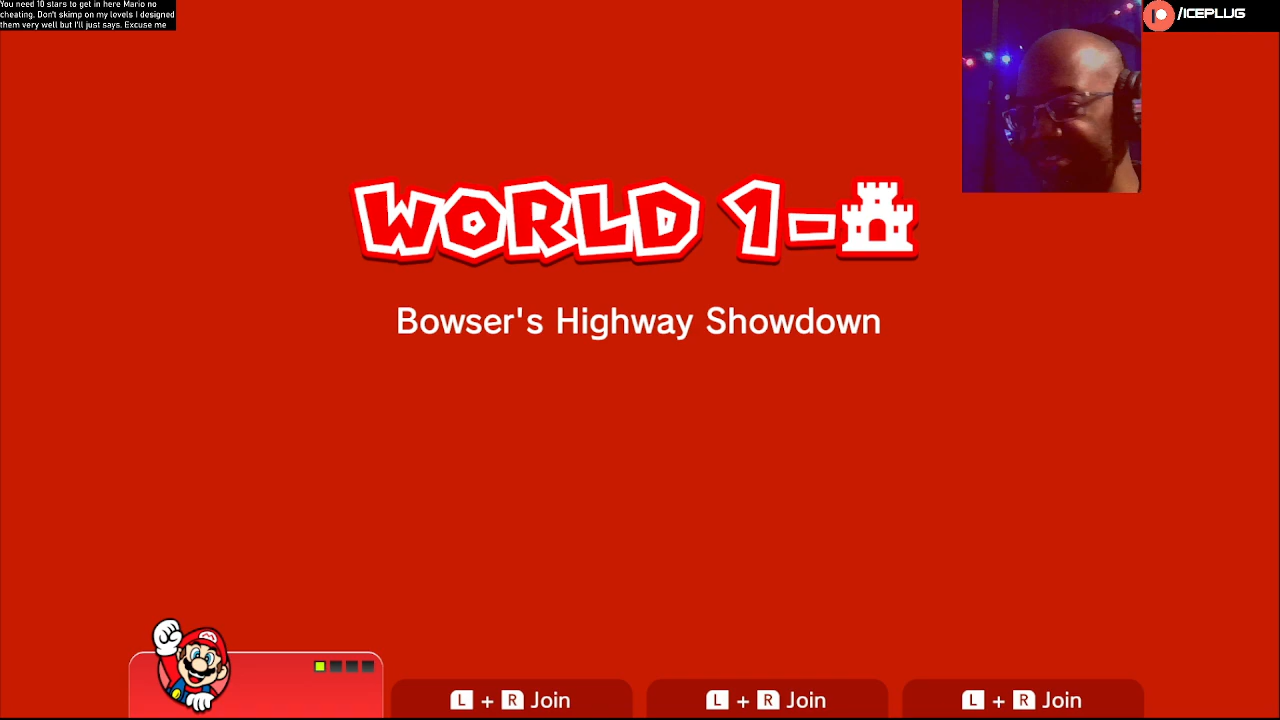 You need 10 stars to get in here Mario no
cheating. Don't skimp on my levels I designed
them very well but I'll just says. Excuse me
/ICEPLUG
WORLD 1-
Bowser's Highway Showdown
L + R Join
L + R Join
L + R Join